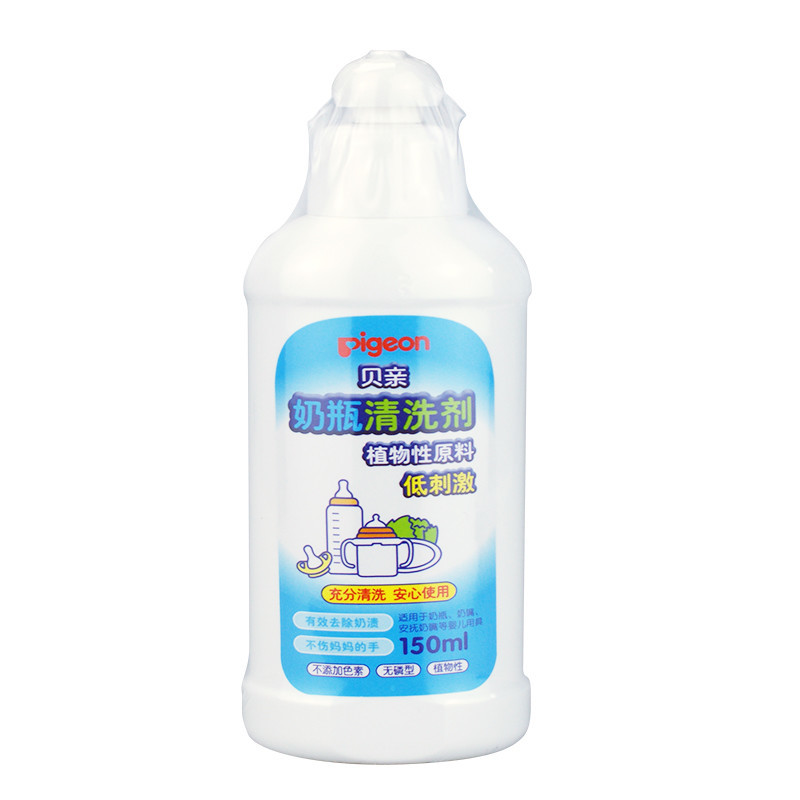 pigeon
贝亲
奶瓶清洗剂
植物性原料
低刺激
充分清洗 安心使用
有效去除奶渍
适用于奶瓶、奶嘴、
安抚奶嘴等婴儿用具
不伤妈妈的手
150ml
不添加色素 无磷型 植物性